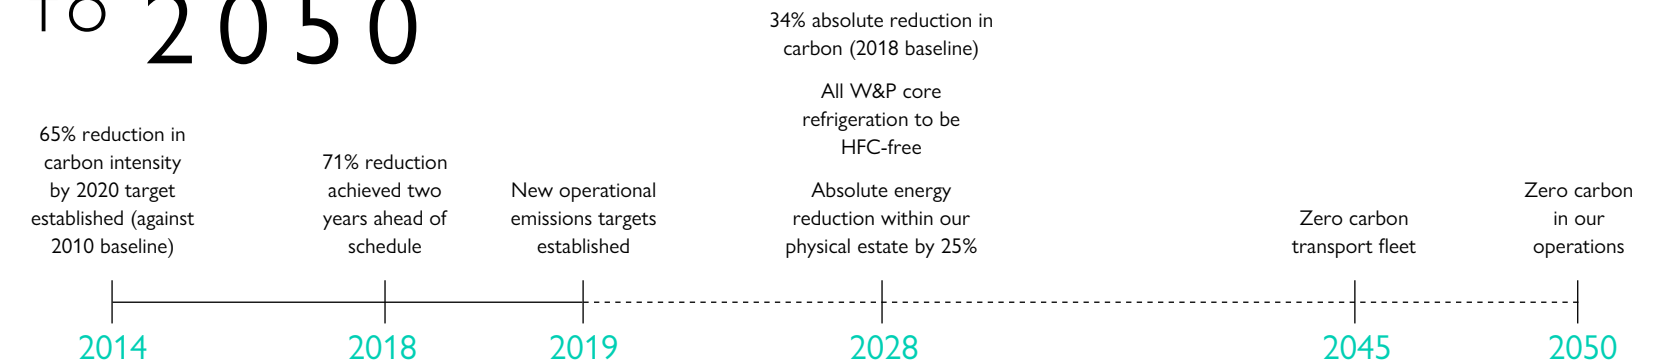 TO 2050
34% absolute reduction in
carbon (2018 baseline)
All W&P core
refrigeration to be
HFC-free
Absolute energy
reduction within our
physical estate by 25%
65% reduction in
carbon intensity
by 2020 target
established (against
2010 baseline)
71% reduction
achieved two
years ahead of
schedule
New operational
emissions targets
established
Zero carbon
transport fleet
Zero carbon
in our
operations
2014
2018
2019
2028
2045
2050